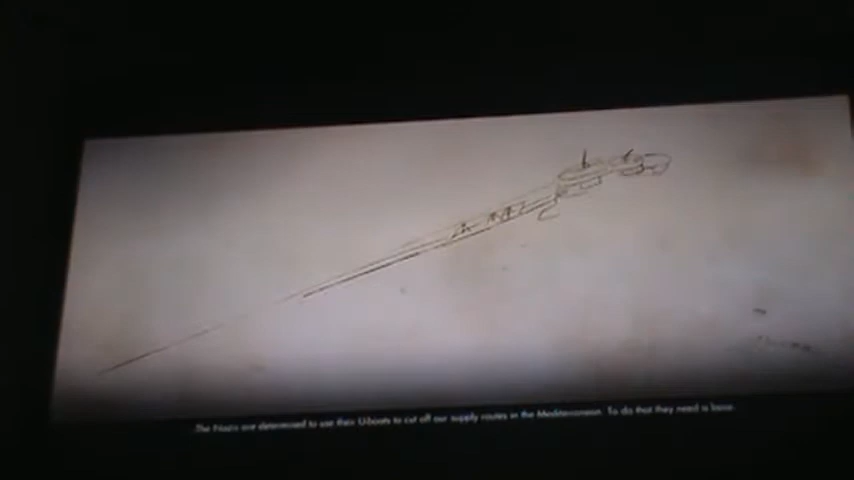 The Nazis are determined to use their U-boats to cut off our supply routes in the Mediterranean. To do that they need a base.